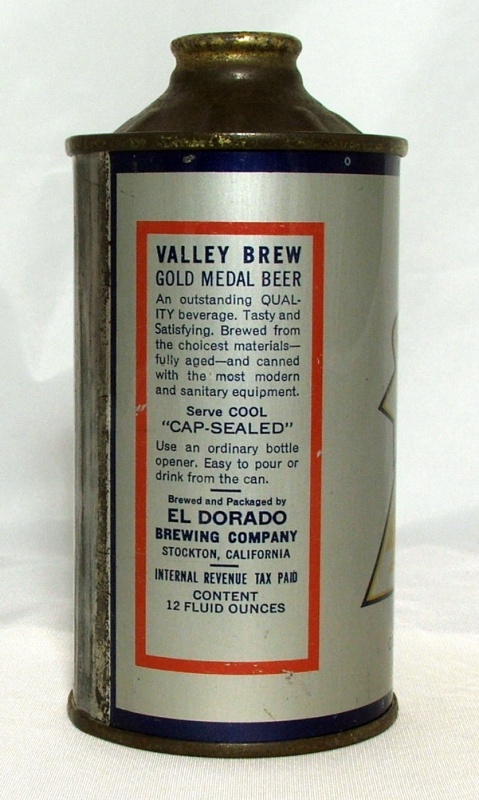 VALLEY BREW
GOLD MEDAL BEER
An outstanding QUAL-
ITY beverage. Tasty and
Satisfying. Brewed from
the choicest materials—
fully aged—and canned
with the most modern
and sanitary equipment.
Serve COOL
"CAP-SEALED"
Use an ordinary bottle
opener. Easy to pour or
drink from the can.
Brewed and Packaged by
EL DORADO
BREWING COMPANY
STOCKTON, CALIFORNIA
INTERNAL REVENUE TAX PAID
CONTENT
12 FLUID OUNCES